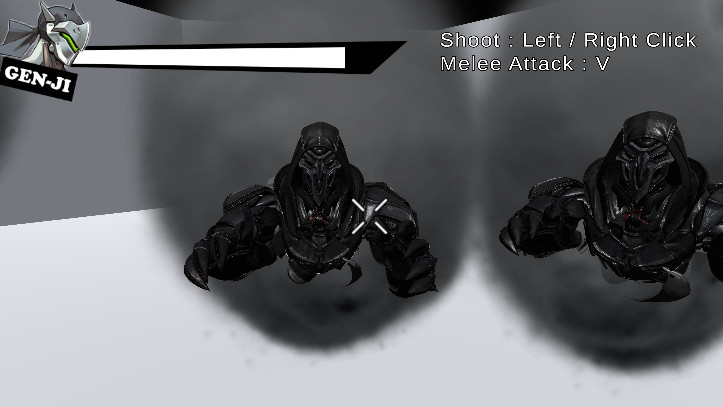 GEN-JI
Shoot : Left / Right Click
Melee Attack : V